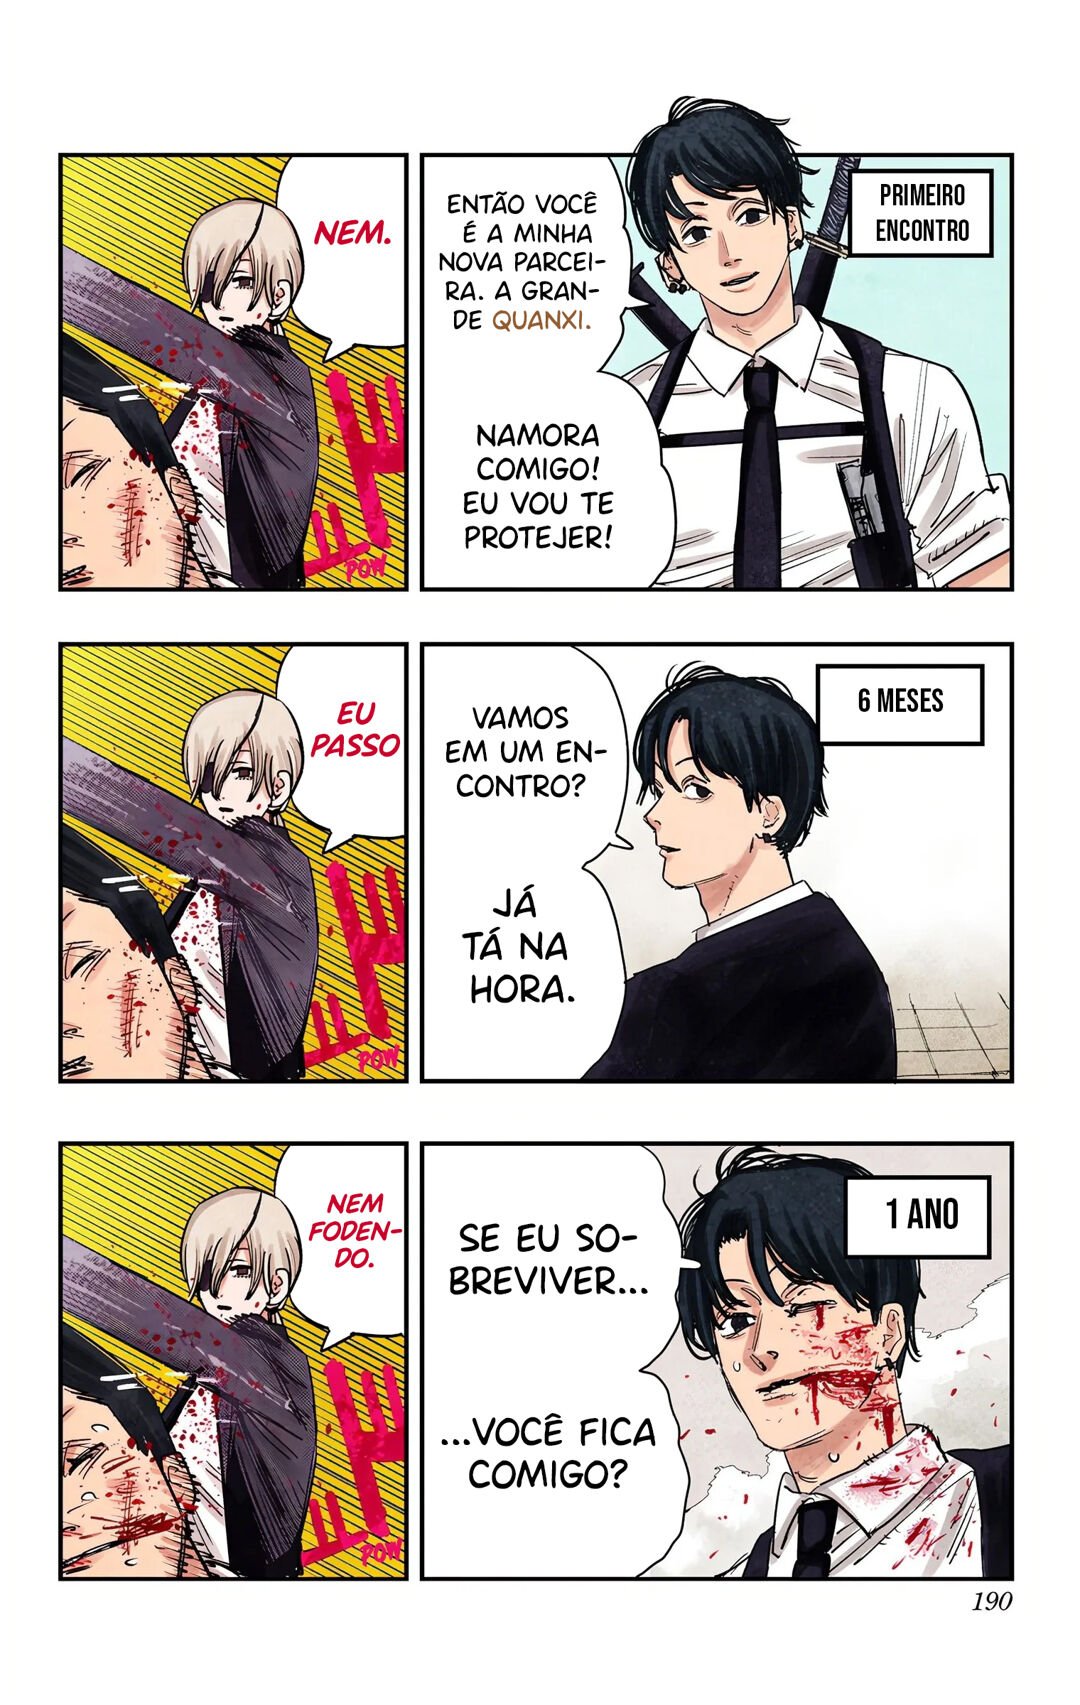 PRIMEIRO
ENCONTRO
ENTÃO VOCÊ
É A MINHA
NOVA PARCEI-
RA. A GRAN-
DE QUANXI.
NAMORA
COMIGO!
EU VOU TE
PROTEJER!
NEM.
POW
6 MESES
VAMOS
EM UM EN-
CONTRO?
JÁ
TÁ NA
HORA.
EU
PASSO
POW
1 ANO
SE EU SO-
BREVIVER...
...VOCÊ FICA
COMIGO?
NEM
FODEN-
DO.
POW
190